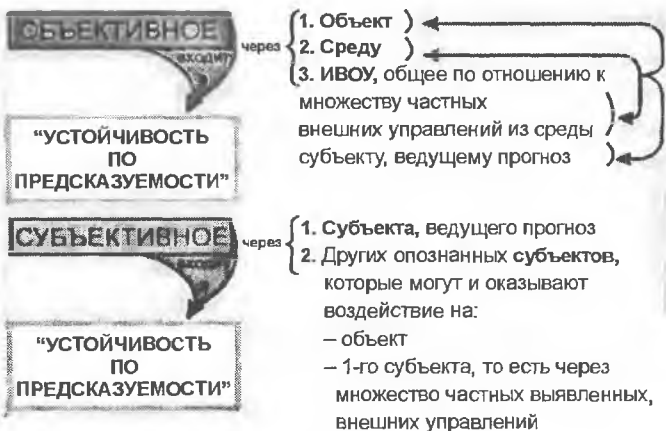 ОБЪЕКТИВНОЕ
входит
через
1. Объект
2. Среду
3. ИВОУ, общее по отношению к
множеству частных
внешних управлений из среды
субъекту, ведущему прогноз
“УСТОЙЧИВОСТЬ
ПО
ПРЕДСКАЗУЕМОСТИ”
СУБЪЕКТИВНОЕ
через
1. Субъекта, ведущего прогноз
2. Других опознанных субъектов,
которые могут и оказывают
воздействие на:
– объект
– 1-го субъекта, то есть через
множество частных выявленных,
внешних управлений
“УСТОЙЧИВОСТЬ
ПО
ПРЕДСКАЗУЕМОСТИ”